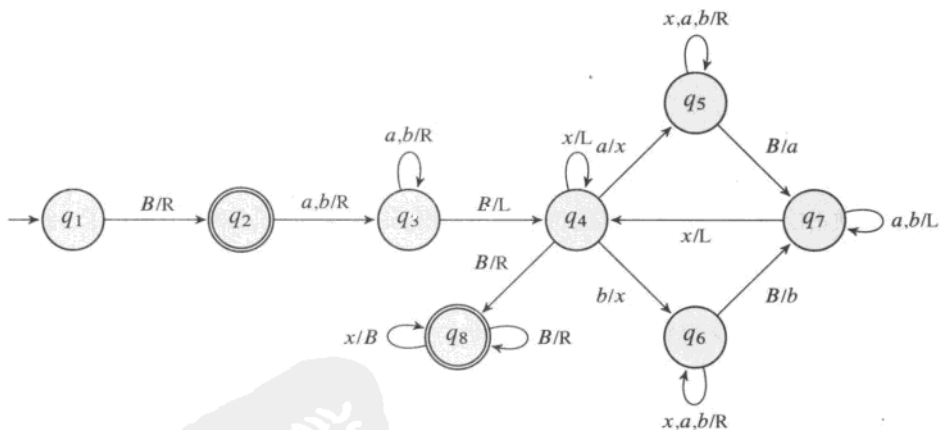 x,a,b/R
q5
a,b/R
x/L
a/x
B/a
q1
B/R
q2
a,b/R
q3
B/L
q4
x/L
q7
a,b/L
B/R
b/x
B/b
x/B
q8
B/R
q6
x,a,b/R